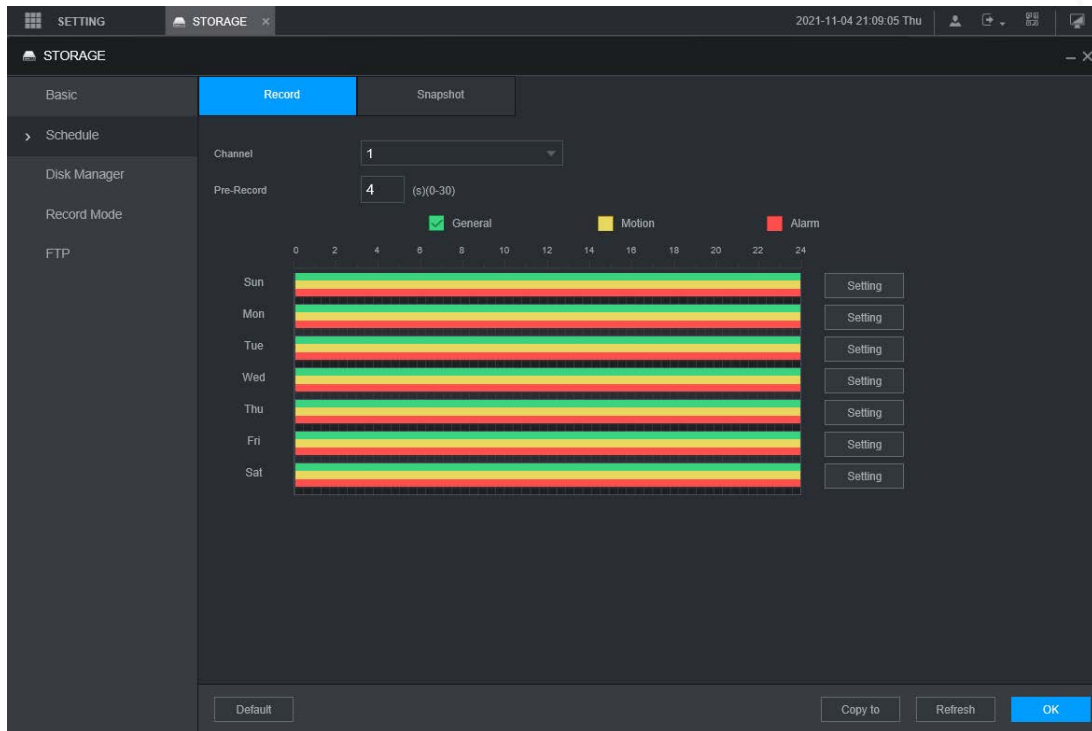 SETTING STORAGE × 2021-11-04 21:09:05 Thu
STORAGE
Basic
Schedule
Disk Manager
Record Mode
FTP
Record Snapshot
Channel 1
Pre-Record 4 (s)(0-30)
General Motion Alarm
0 2 4 6 8 10 12 14 16 18 20 22 24
Sun Setting
Mon Setting
Tue Setting
Wed Setting
Thu Setting
Fri Setting
Sat Setting
Default Copy to Refresh OK